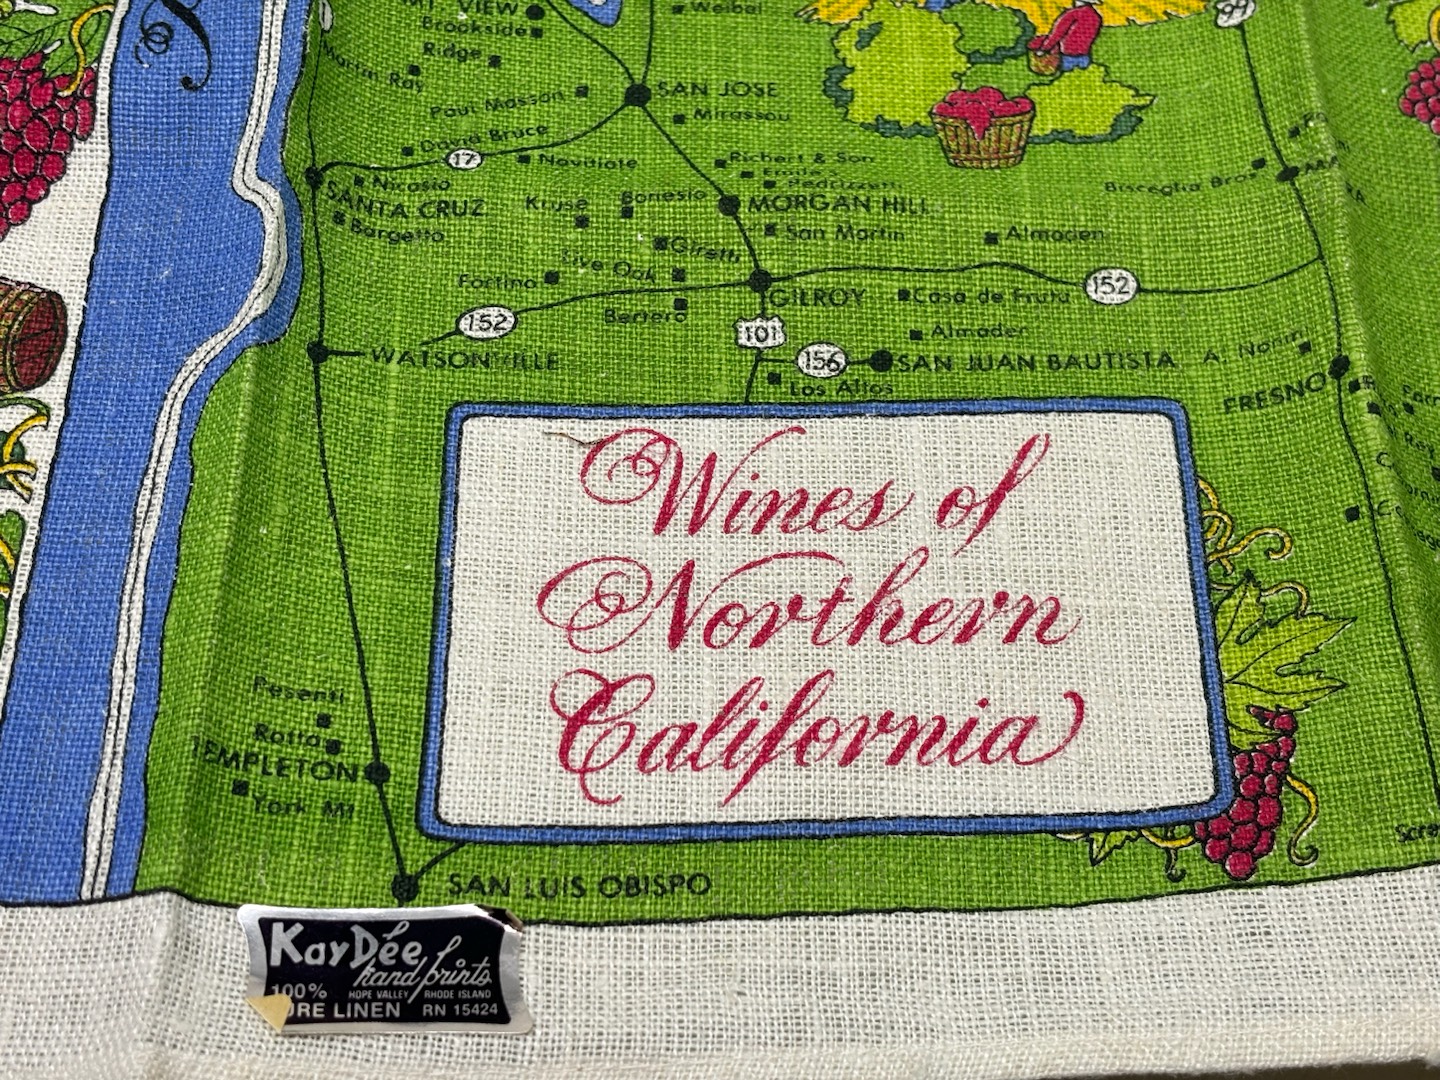 MT. VIEW
Weibel
99
Brookside
Ridge
Martin Ray
Paul Masson
SAN JOSE
Mirassou
David Bruce
17
Novitiate
Richert & Son
Emile's
Pedrizzetti
Bisceglia Bros
Nicasio
SANTA CRUZ
Bargetto
Kruse
Bonesio
MORGAN HILL
San Martin
Almaden
Giretti
Live Oak
Fortino
Bertero
GILROY
Casa de Fruta
152
152
101
Almaden
WATSONVILLE
156
SAN JUAN BAUTISTA
Los Altos
A. Nonini
FRESNO
Wines of
Northern
California
Pesenti
Rotta
TEMPLETON
York Mt
SAN LUIS OBISPO
KayDée
hand prints
100% HOPE VALLEY RHODE ISLAND
URE LINEN RN 15424